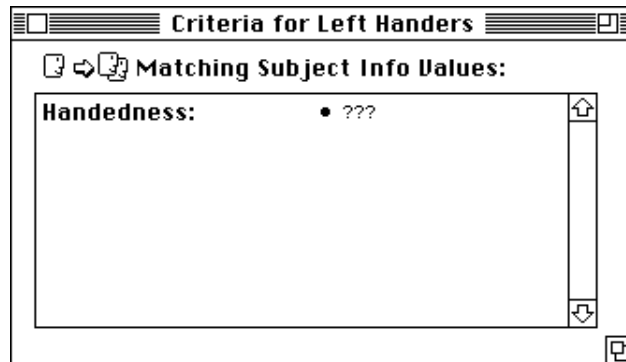 Criteria for Left Handers
Matching Subject Info Values:
Handedness: • ???